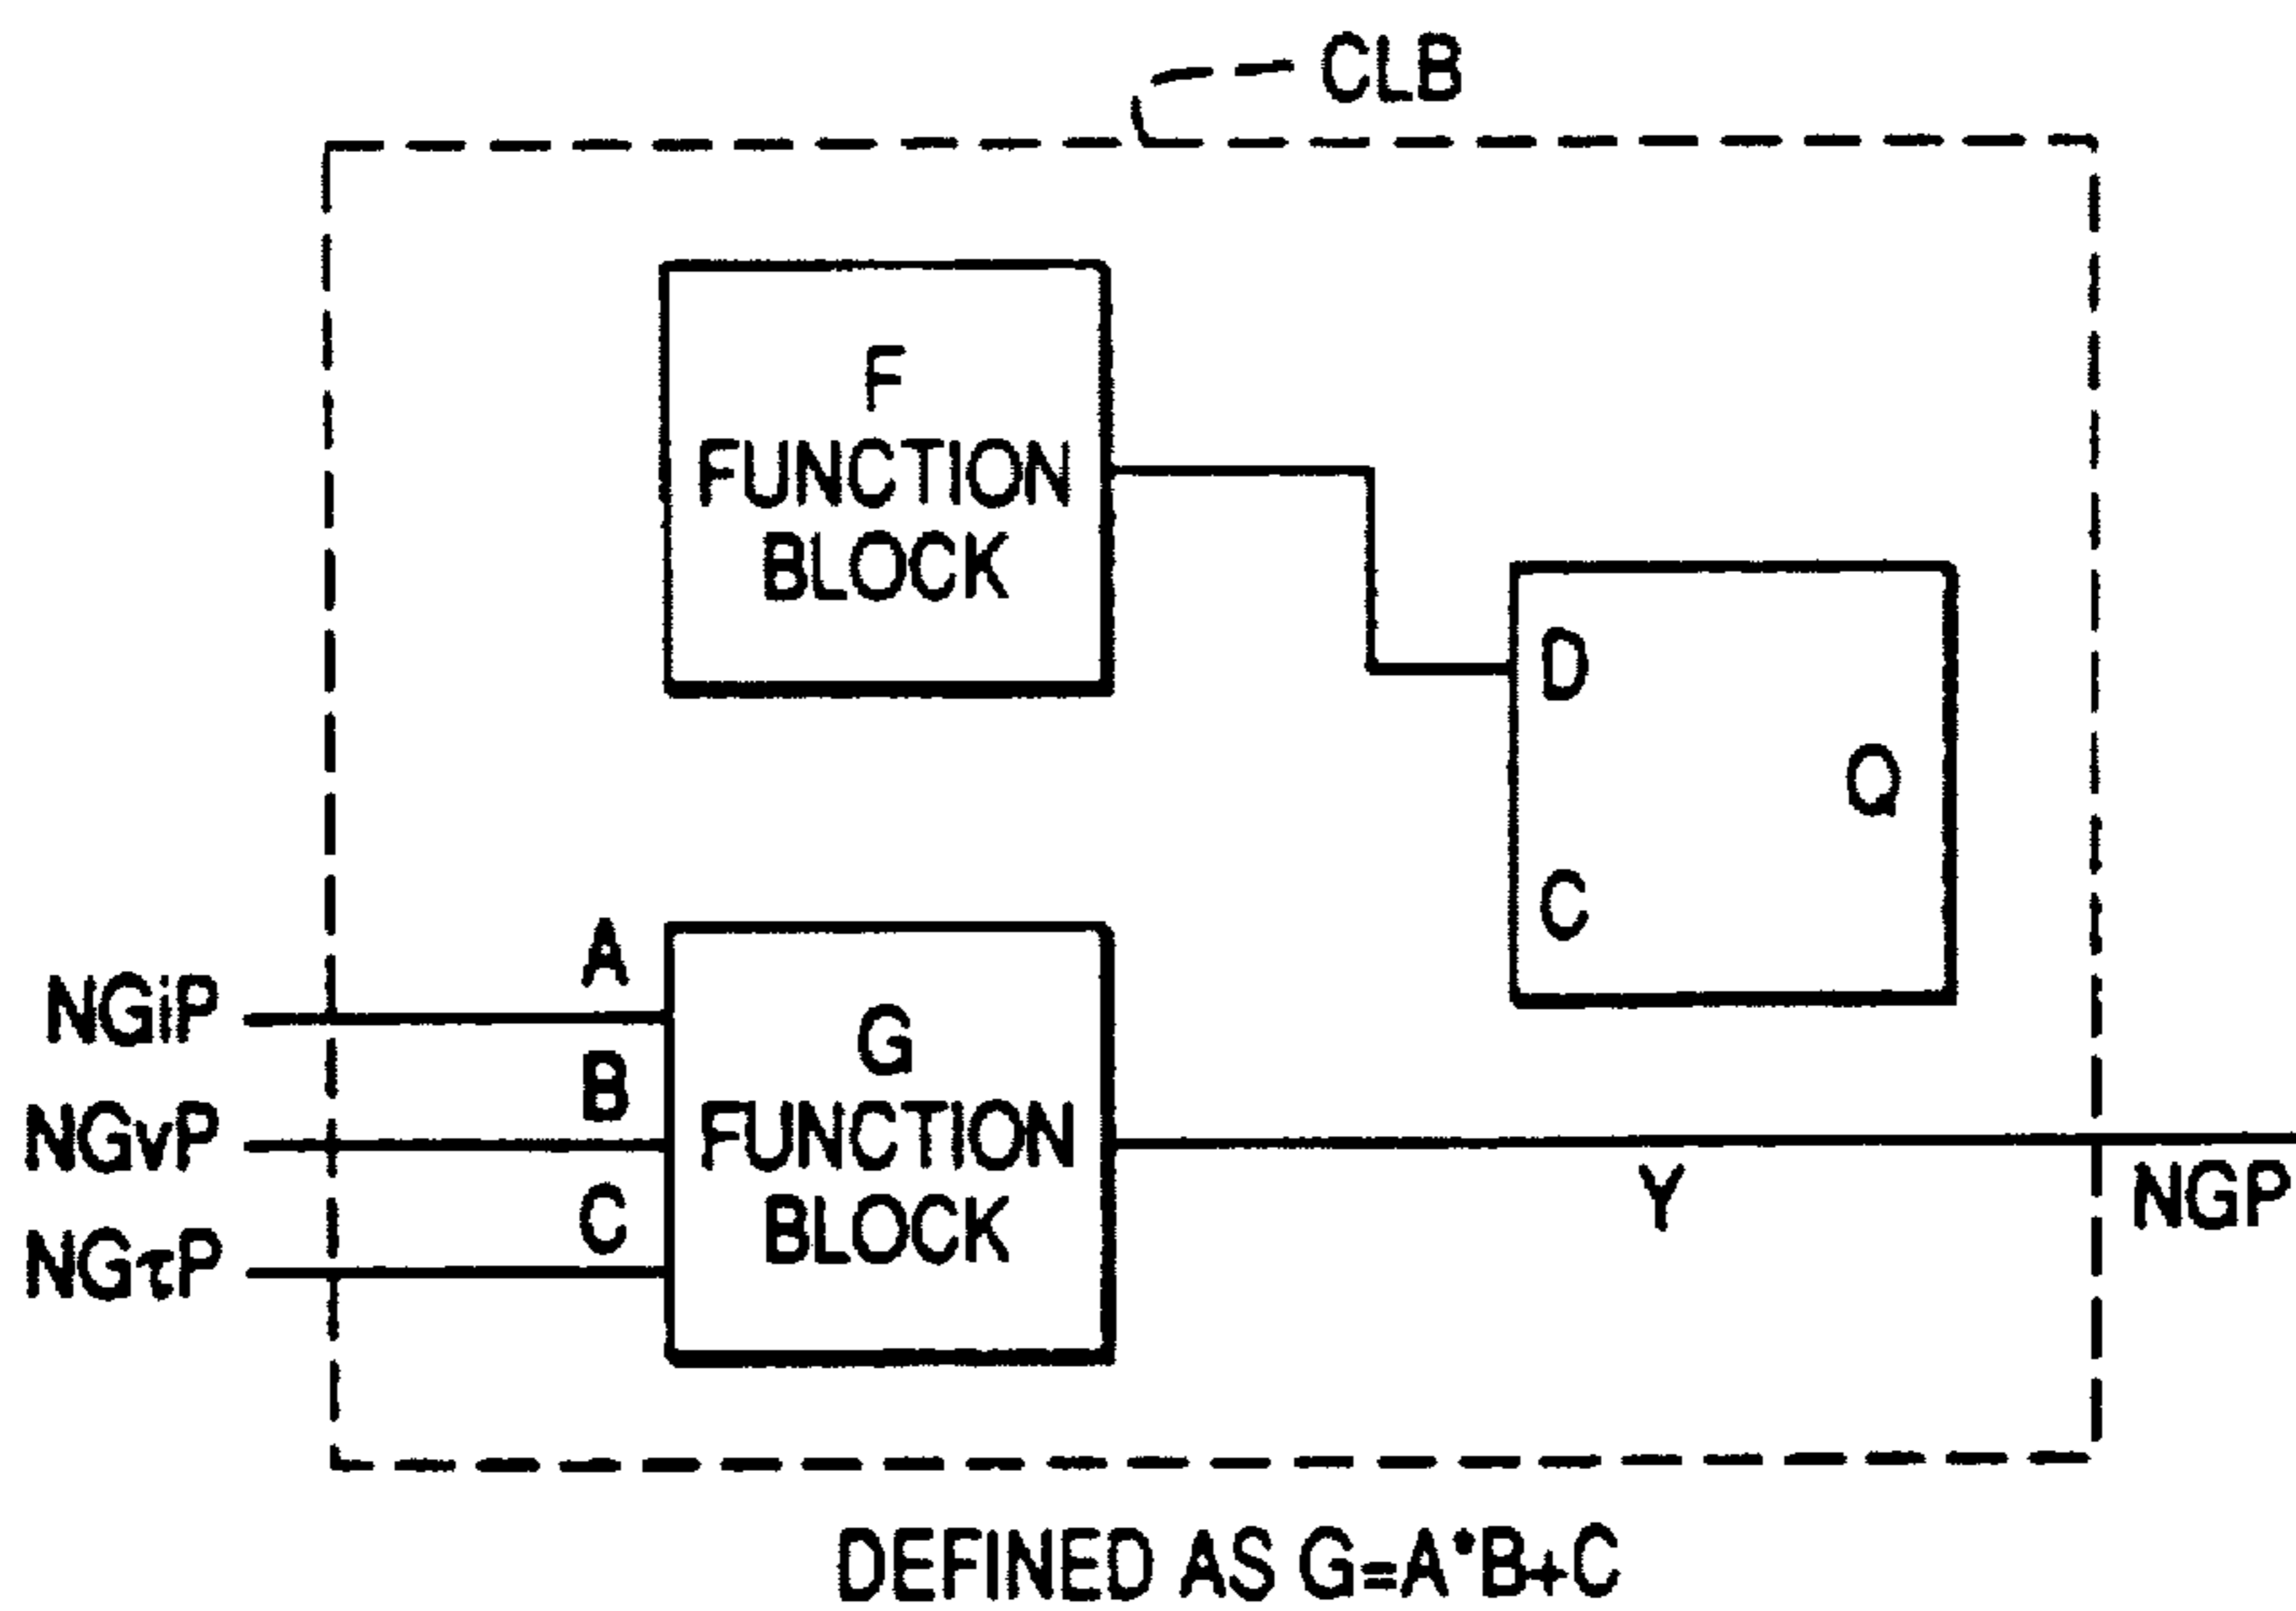 CLB
F
FUNCTION
BLOCK
D
Q
C
NGiP
A
NGvP
B
NGτP
C
G
FUNCTION
BLOCK
Y
NGP
DEFINED AS G=A•B+C